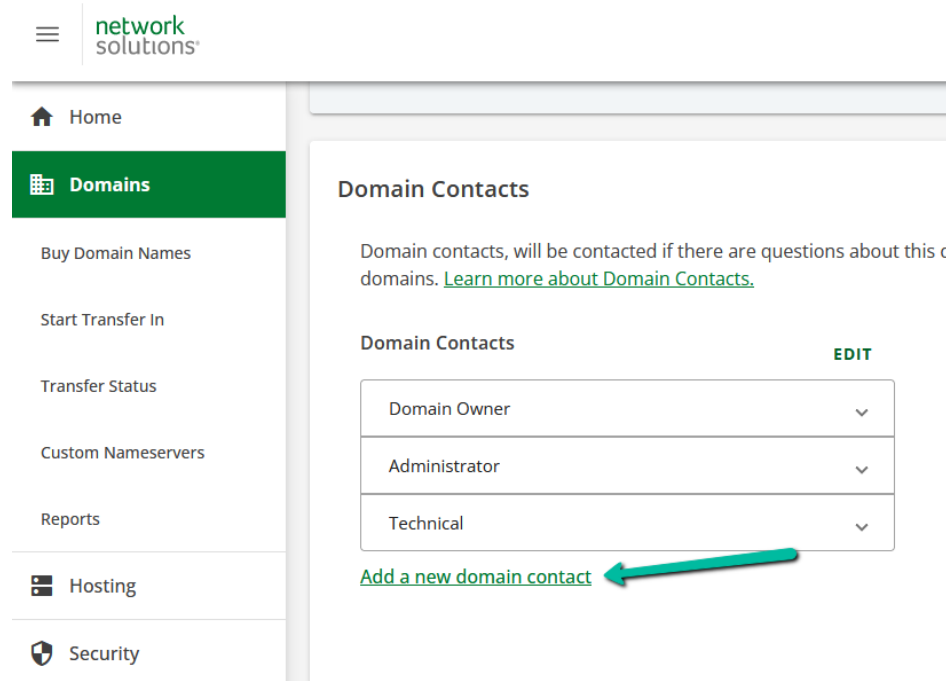 network
solutions
Home
Domains
Buy Domain Names
Start Transfer In
Transfer Status
Custom Nameservers
Reports
Hosting
Security
Domain Contacts
Domain contacts, will be contacted if there are questions about this
domains. Learn more about Domain Contacts.
Domain Contacts
EDIT
Domain Owner
Administrator
Technical
Add a new domain contact